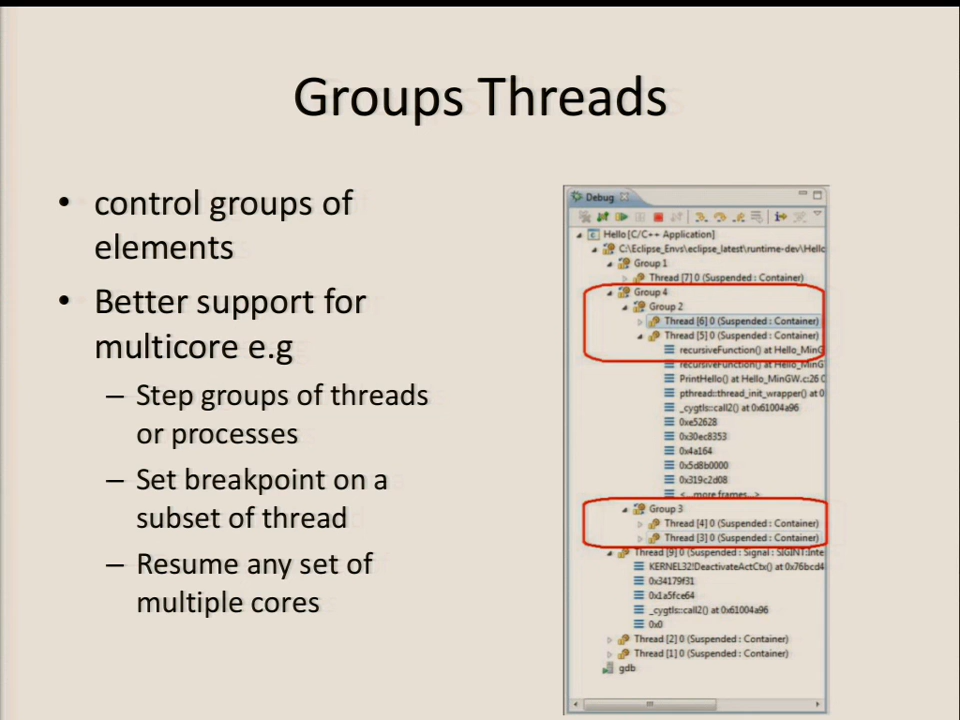 Groups Threads
• control groups of
elements
• Better support for
multicore e.g
– Step groups of threads
or processes
– Set breakpoint on a
subset of thread
– Resume any set of
multiple cores
Debug
Hello [C/C++ Application]
C:\Eclipse_Envs\eclipse_latest\runtime-dev\Hello
Group 1
Thread [7] 0 (Suspended : Container)
Group 4
Group 2
Thread [6] 0 (Suspended : Container)
Thread [5] 0 (Suspended : Container)
recursiveFunction() at Hello_MinG
recursiveFunction() at Hello_MinG
PrintHello() at Hello_MinGW.c:26 0
pthread::thread_init_wrapper() at 0
_cygtls::call2() at 0x61004a96
0xe52628
0x30ec8353
0x4a164
0x5d8b0000
0x319c2d08
<...more frames...>
Group 3
Thread [4] 0 (Suspended : Container)
Thread [3] 0 (Suspended : Container)
Thread [9] 0 (Suspended : Signal : SIGINT:Inte
KERNEL32!DeactivateActCtx() at 0x76bcd4
0x34179f31
0x1a5fce64
_cygtls::call2() at 0x61004a96
0x0
Thread [2] 0 (Suspended : Container)
Thread [1] 0 (Suspended : Container)
gdb